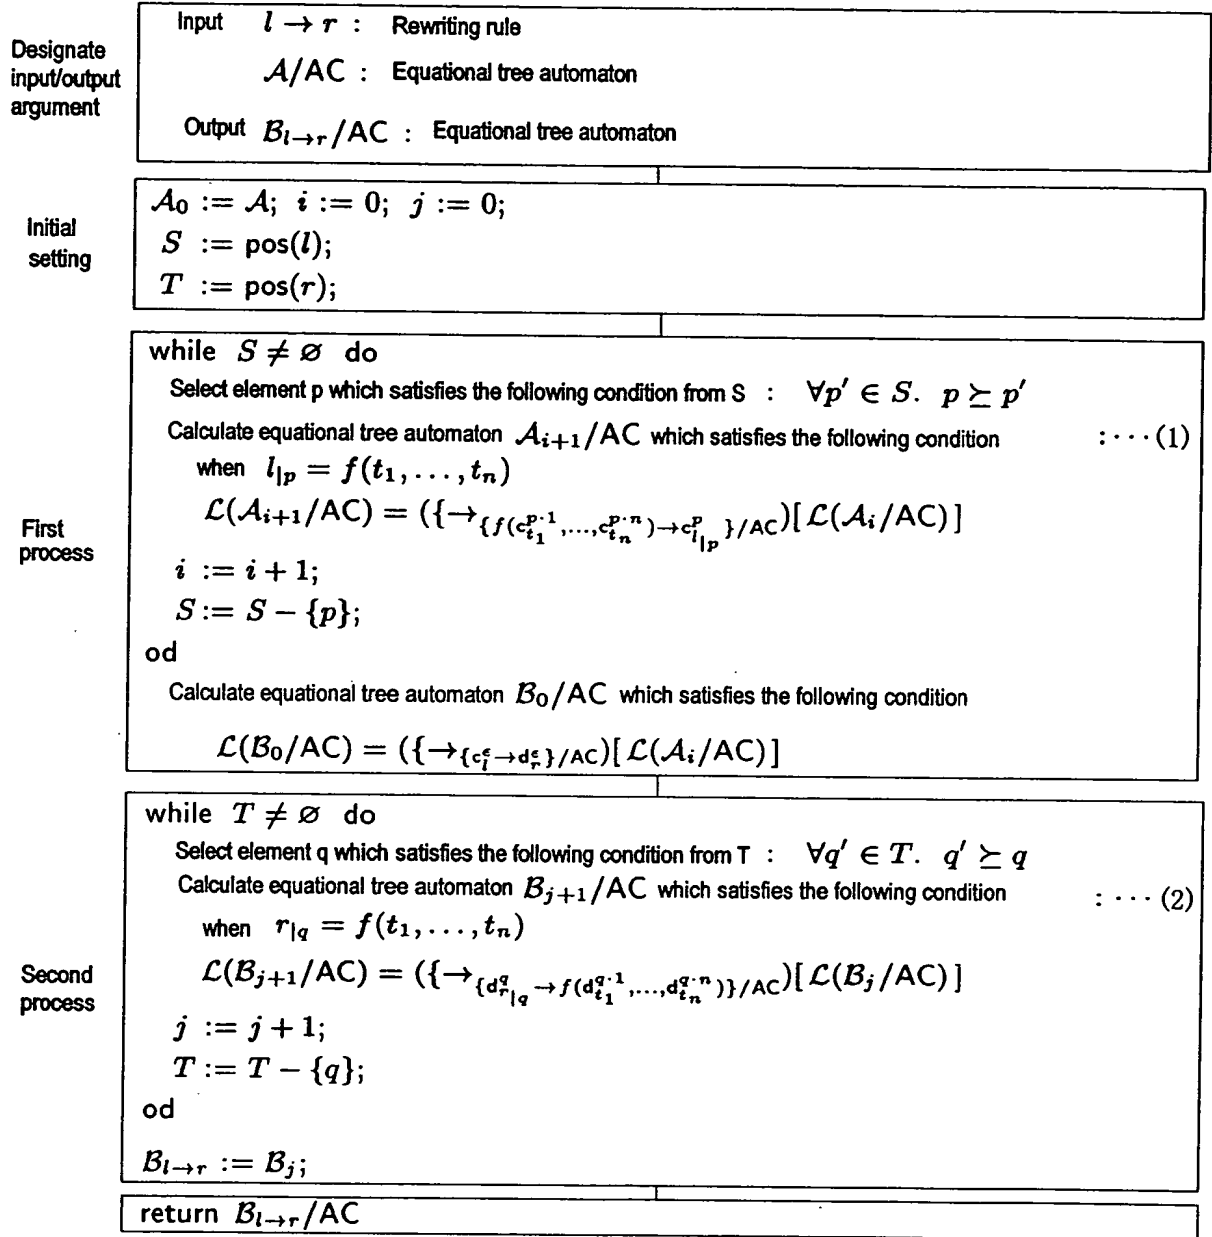 Designate
input/output
argument
Input l → r : Rewriting rule
𝒜/AC : Equational tree automaton
Output ℬ_{l→r}/AC : Equational tree automaton
Initial
setting
𝒜₀ := 𝒜; i := 0; j := 0;
S := pos(l);
T := pos(r);
First
process
while S ≠ ∅ do
Select element p which satisfies the following condition from S : ∀p′ ∈ S. p ⪰ p′
Calculate equational tree automaton 𝒜_{i+1}/AC which satisfies the following condition : ⋯ (1)
when l_{|p} = f(t₁, . . . , tₙ)
ℒ(𝒜_{i+1}/AC) = ({→_{{f(c_{t₁}^{p·1},...,c_{tₙ}^{p·n})→c_{l_{|p}}^{p}}/AC})[ℒ(𝒜_i/AC)]
i := i + 1;
S := S − {p};
od
Calculate equational tree automaton ℬ₀/AC which satisfies the following condition
ℒ(ℬ₀/AC) = ({→_{{c_l^ε→d_r^ε}/AC})[ℒ(𝒜_i/AC)]
Second
process
while T ≠ ∅ do
Select element q which satisfies the following condition from T : ∀q′ ∈ T. q′ ⪰ q
Calculate equational tree automaton ℬ_{j+1}/AC which satisfies the following condition : ⋯ (2)
when r_{|q} = f(t₁, . . . , tₙ)
ℒ(ℬ_{j+1}/AC) = ({→_{{d_{r_{|q}}^{q}→f(d_{t₁}^{q·1},...,d_{tₙ}^{q·n})}/AC})[ℒ(ℬ_j/AC)]
j := j + 1;
T := T − {q};
od
ℬ_{l→r} := ℬ_j;
return ℬ_{l→r}/AC